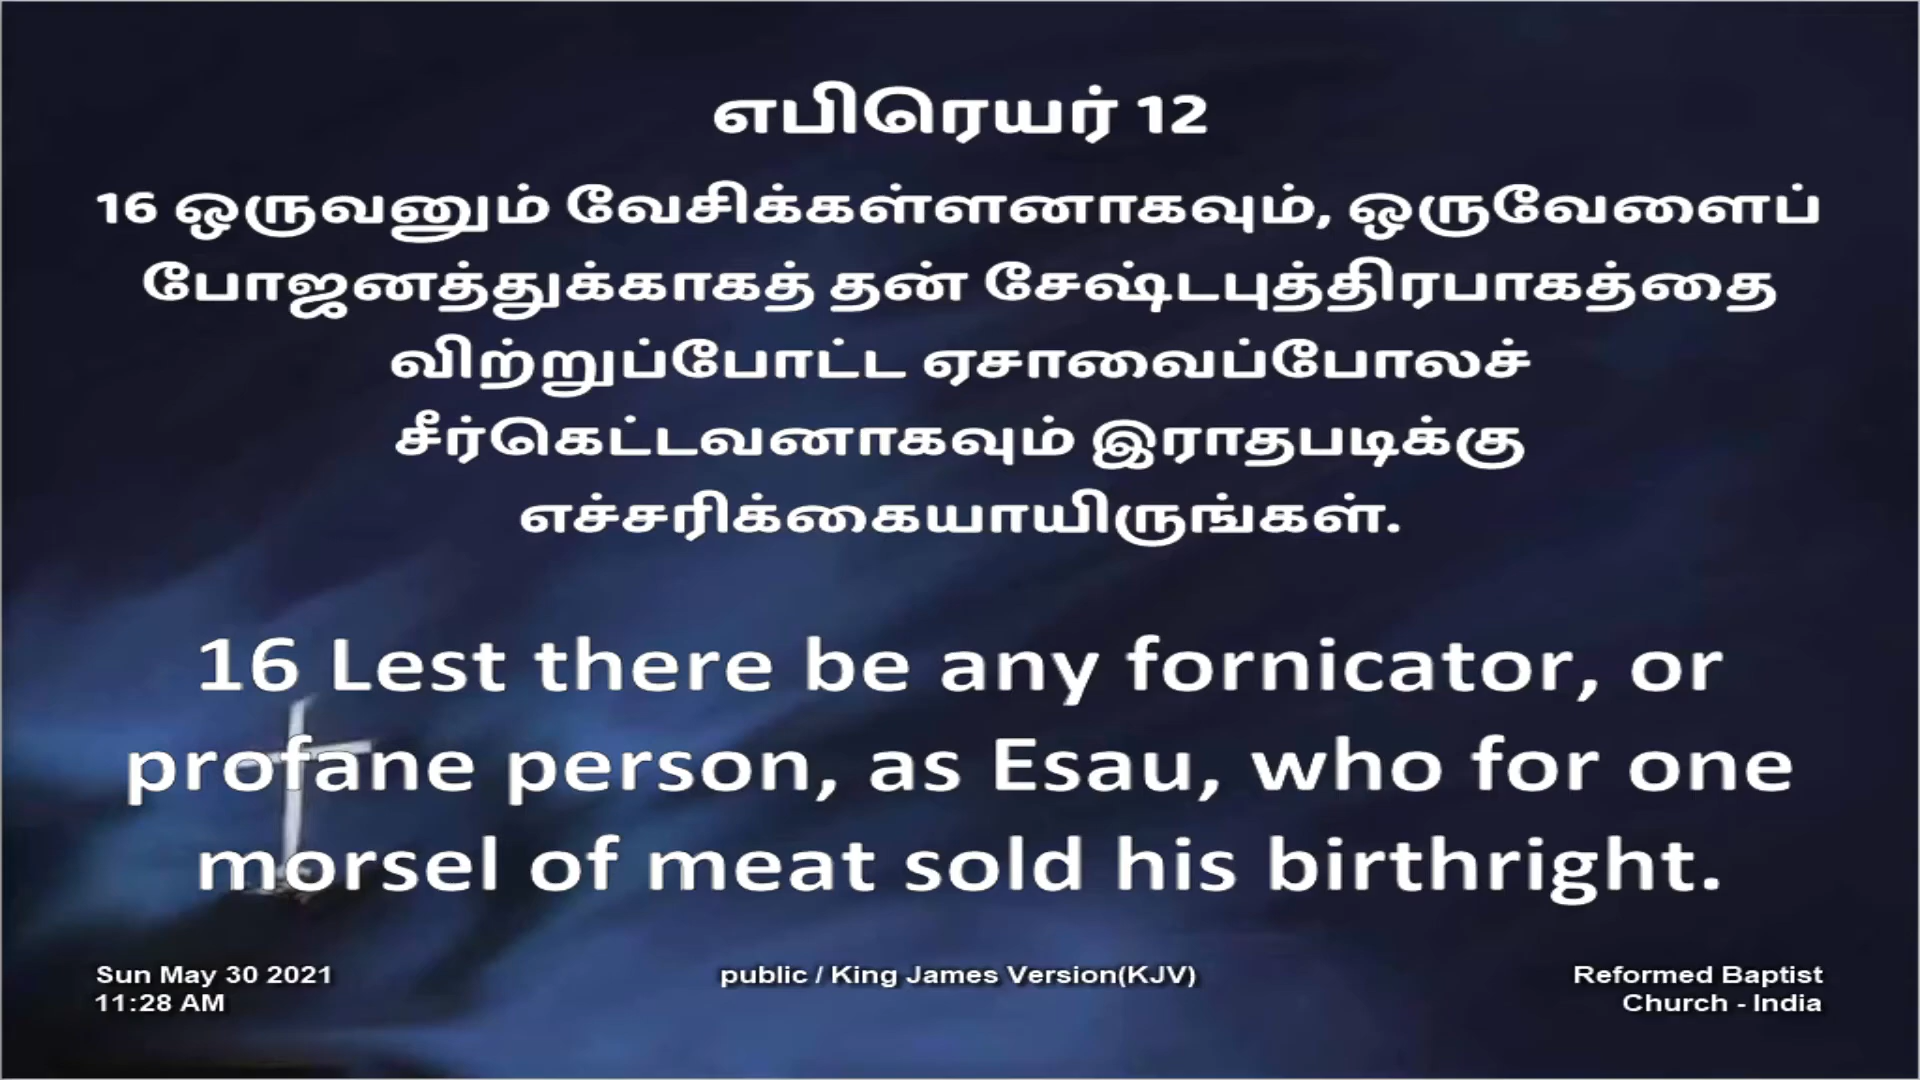 எபிரெயர் 12
16 ஒருவனும் வேசிக்கள்ளனாகவும், ஒருவேளைப்
போஜனத்துக்காகத் தன் சேஷ்டபுத்திரபாகத்தை
விற்றுப்போட்ட ஏசாவைப்போலச்
சீர்கெட்டவனாகவும் இராதபடிக்கு
எச்சரிக்கையாயிருங்கள்.
16 Lest there be any fornicator, or
profane person, as Esau, who for one
morsel of meat sold his birthright.
Sun May 30 2021
11:28 AM
public / King James Version(KJV)
Reformed Baptist
Church - India